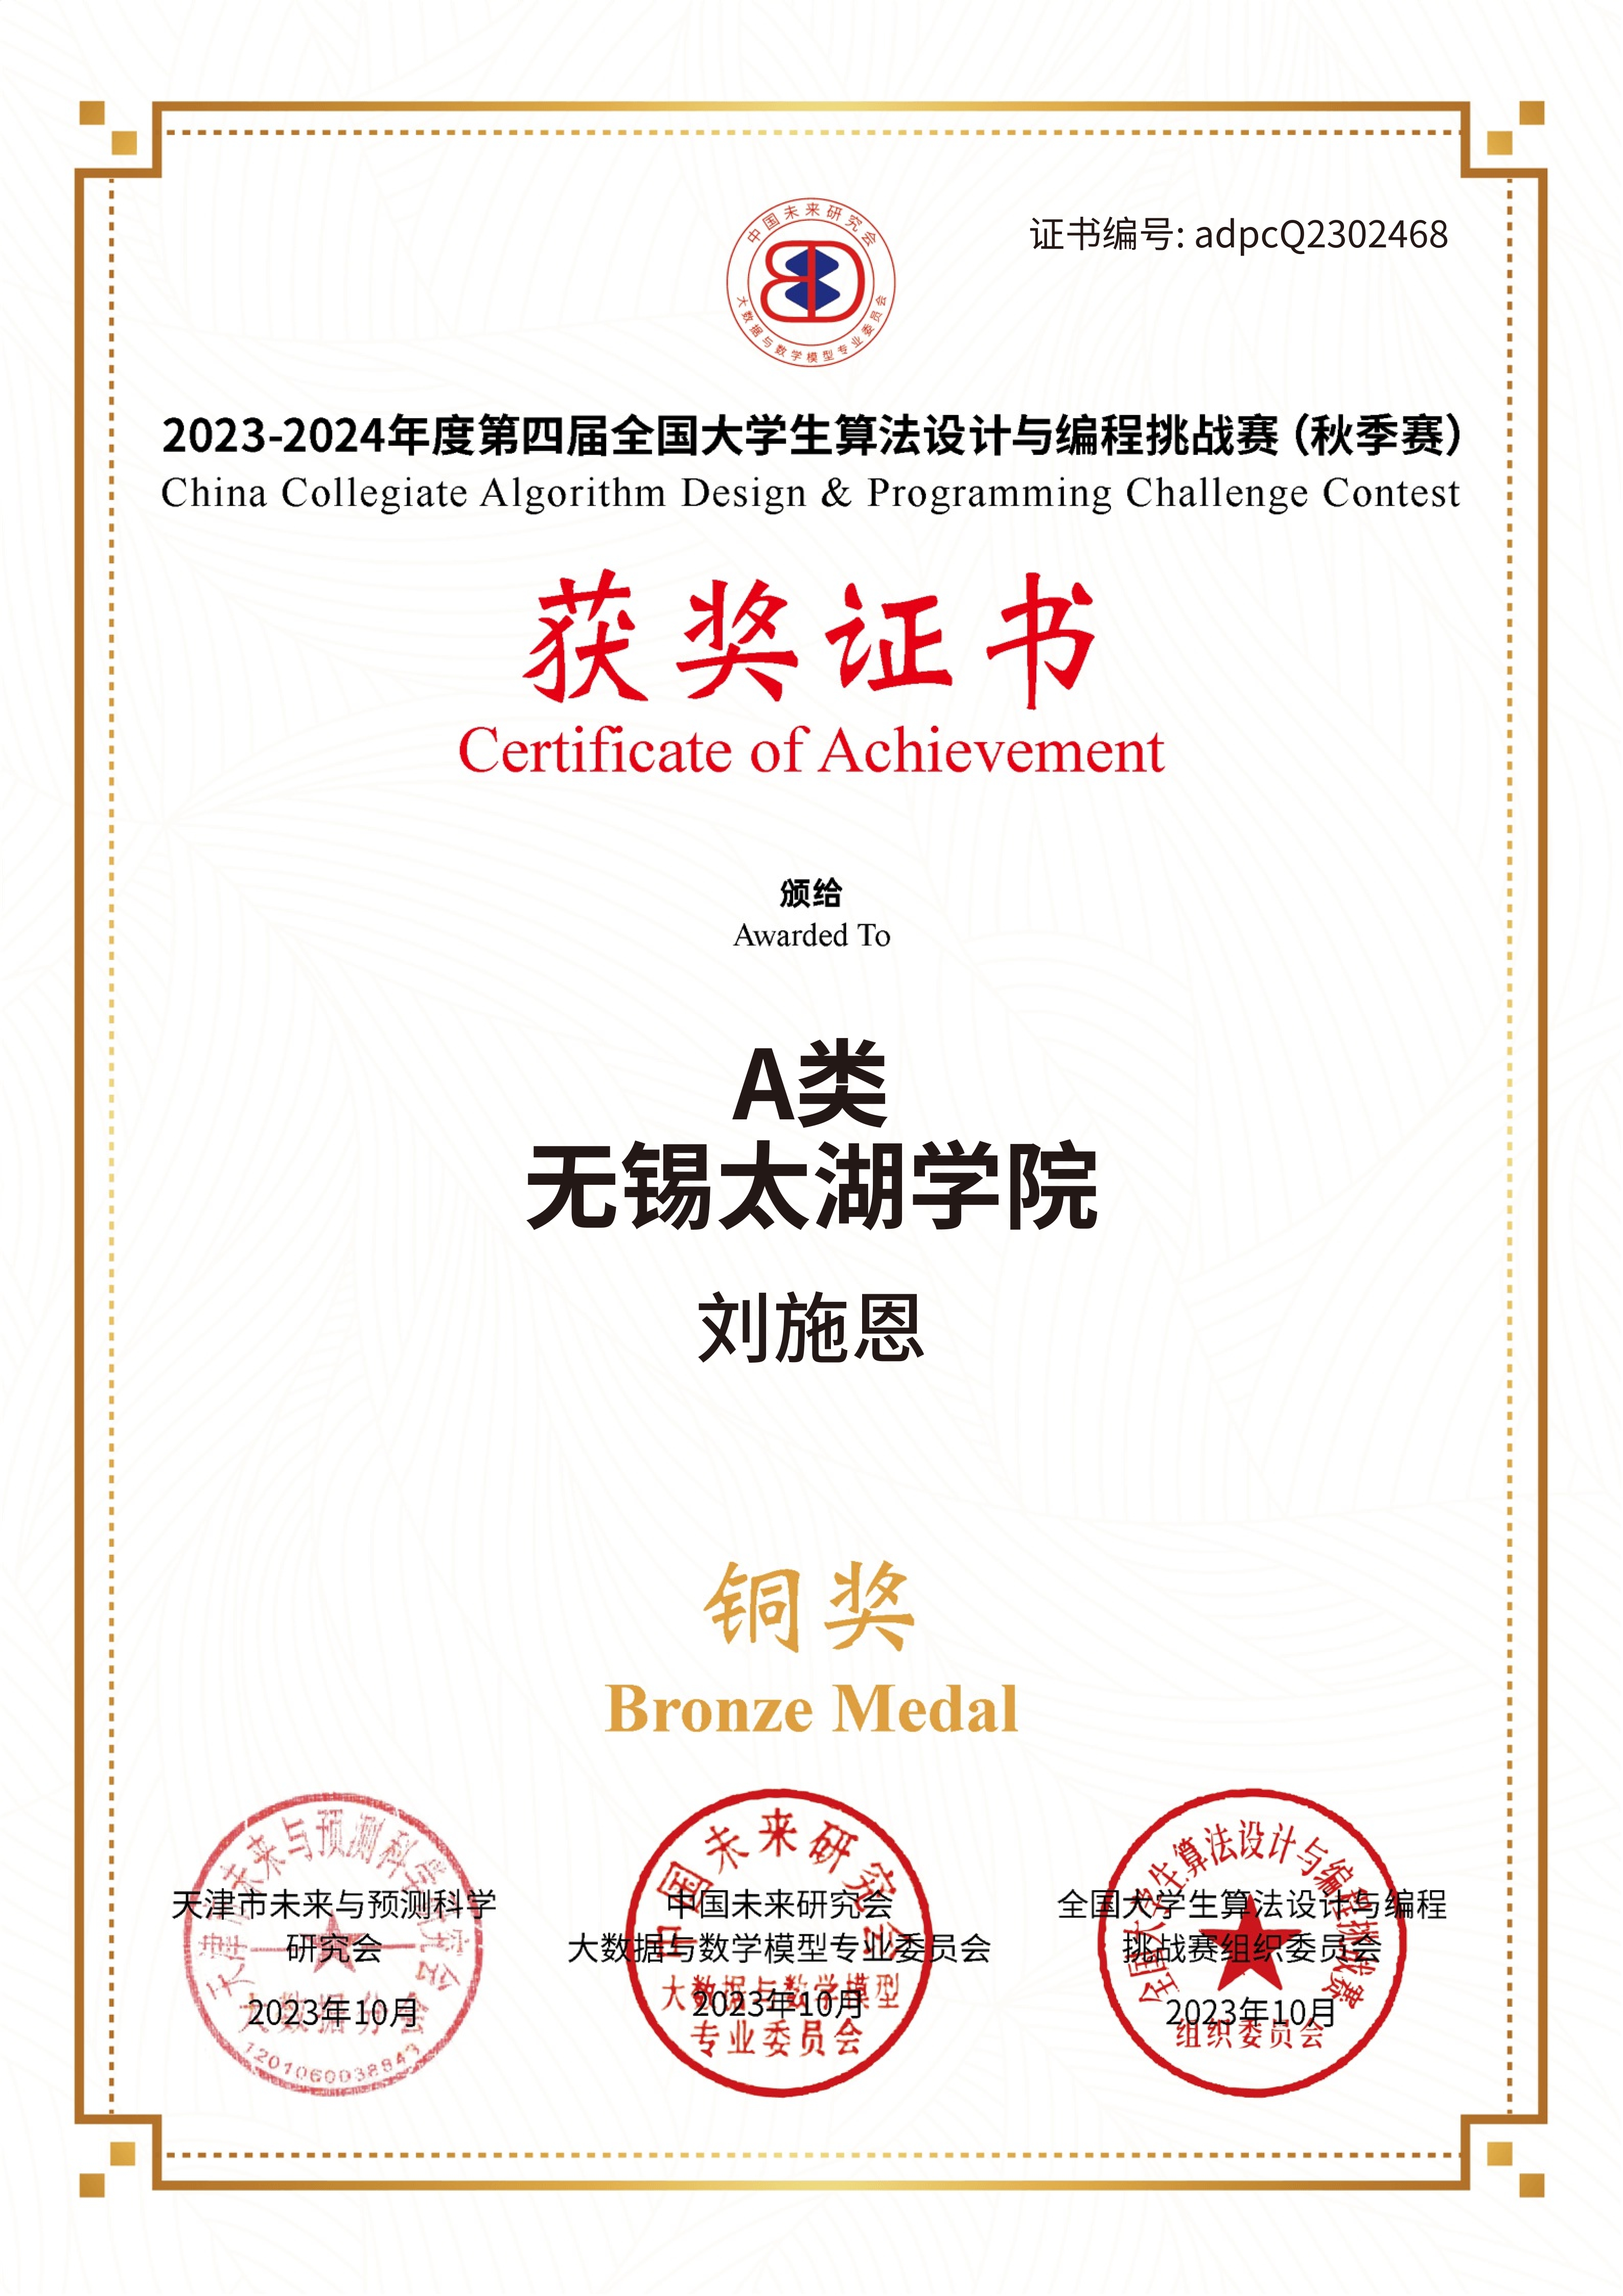 中国未来研究会
大数据与数学模型专业委员会
证书编号: adpcQ2302468
2023-2024年度第四届全国大学生算法设计与编程挑战赛（秋季赛）
China Collegiate Algorithm Design & Programming Challenge Contest
获奖证书
Certificate of Achievement
颁给
Awarded To
A类
无锡太湖学院
刘施恩
铜奖
Bronze Medal
天津市未来与预测科学研究会
大数据分会
1201060038843
天津市未来与预测科学
研究会
2023年10月
中国未来研究会
大数据与数学模型
专业委员会
中国未来研究会
大数据与数学模型专业委员会
2023年10月
全国大学生算法设计与编程挑战赛
组织委员会
全国大学生算法设计与编程
挑战赛组织委员会
2023年10月